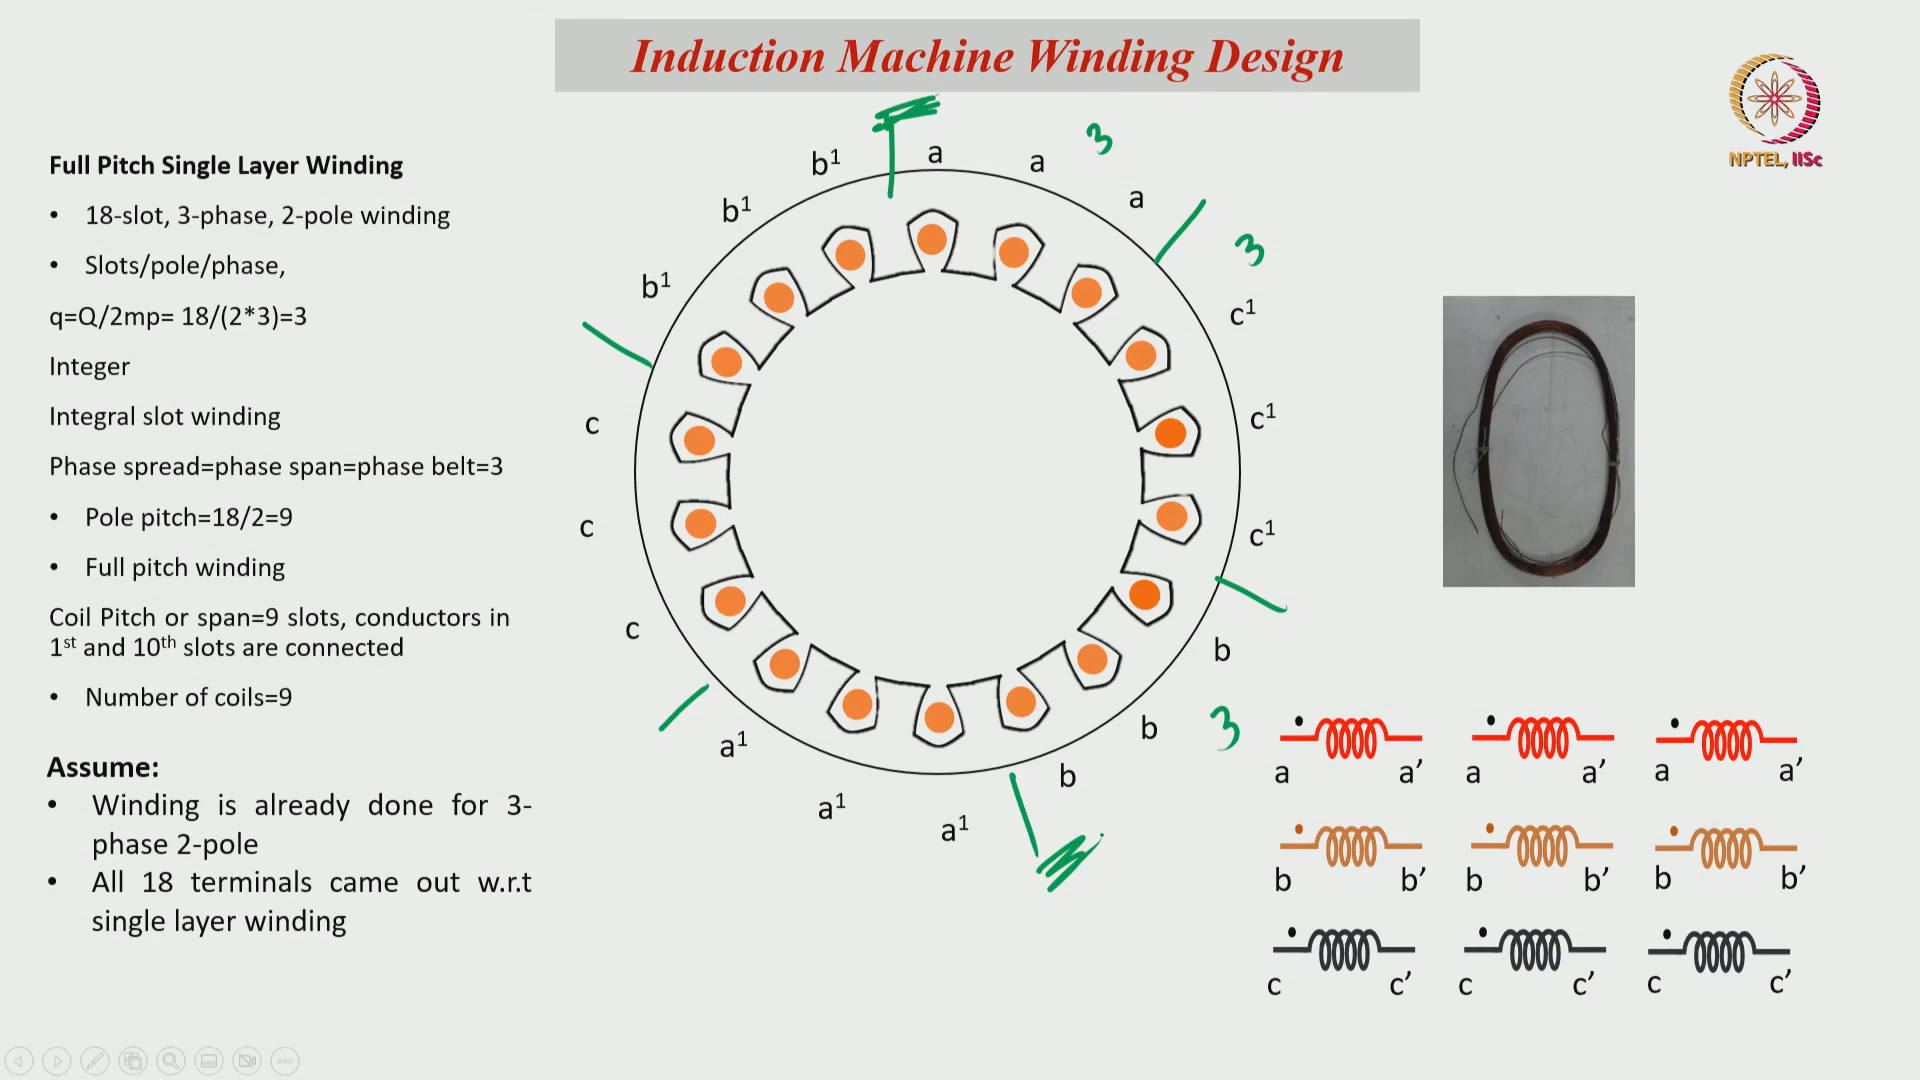 Induction Machine Winding Design
NPTEL, IISc
Full Pitch Single Layer Winding
• 18-slot, 3-phase, 2-pole winding
• Slots/pole/phase,
q=Q/2mp= 18/(2*3)=3
Integer
Integral slot winding
Phase spread=phase span=phase belt=3
• Pole pitch=18/2=9
• Full pitch winding
Coil Pitch or span=9 slots, conductors in
1st and 10th slots are connected
• Number of coils=9
Assume:
• Winding is already done for 3-
phase 2-pole
• All 18 terminals came out w.r.t
single layer winding
a
a
3
a
3
c¹
c¹
c¹
b
b
3
b
a¹
a¹
a¹
c
c
c
b¹
b¹
b¹
a a’ a a’ a a’
b b’ b b’ b b’
c c’ c c’ c c’